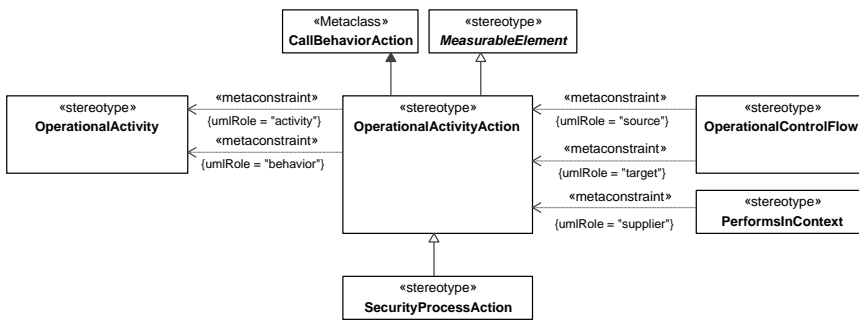 «Metaclass»
CallBehaviorAction
«stereotype»
MeasurableElement
«stereotype»
OperationalActivity
«metaconstraint»
{umlRole = "activity"}
«metaconstraint»
{umlRole = "behavior"}
«stereotype»
OperationalActivityAction
«metaconstraint»
{umlRole = "source"}
«metaconstraint»
{umlRole = "target"}
«metaconstraint»
{umlRole = "supplier"}
«stereotype»
OperationalControlFlow
«stereotype»
PerformsInContext
«stereotype»
SecurityProcessAction